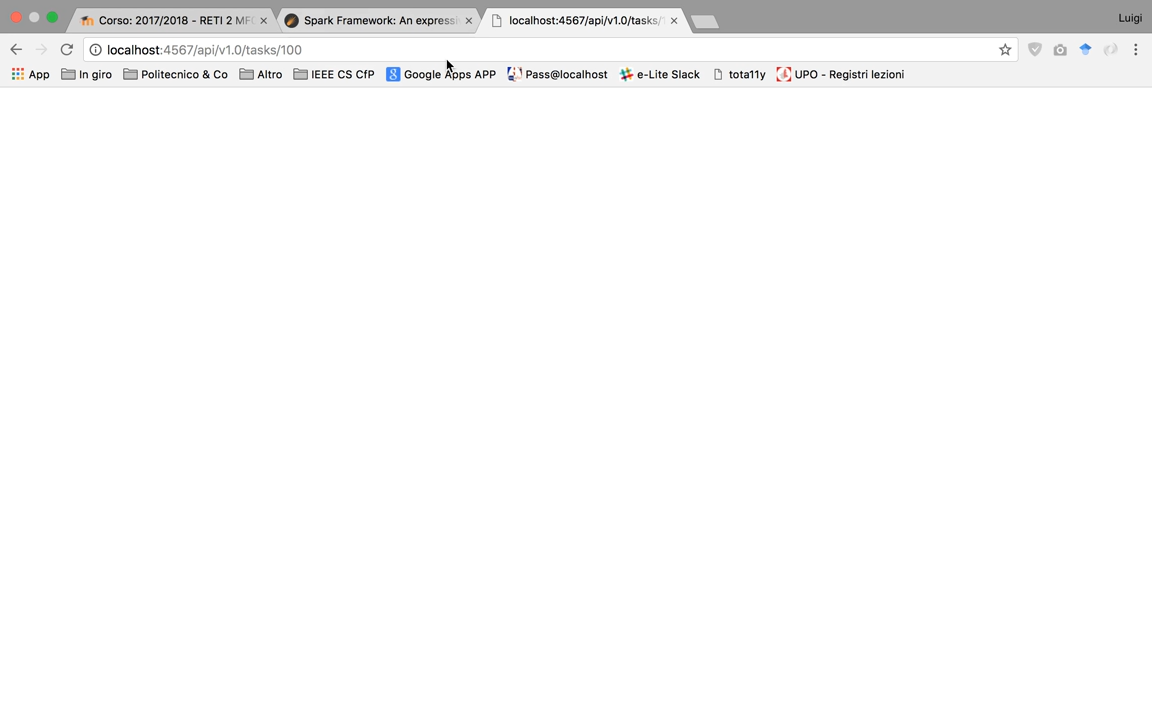 Corso: 2017/2018 - RETI 2 MFC
Spark Framework: An express
localhost:4567/api/v1.0/tasks/1
Luigi
localhost:4567/api/v1.0/tasks/100
App In giro Politecnico & Co Altro IEEE CS CfP Google Apps APP Pass@localhost e-Lite Slack tota11y UPO - Registri lezioni